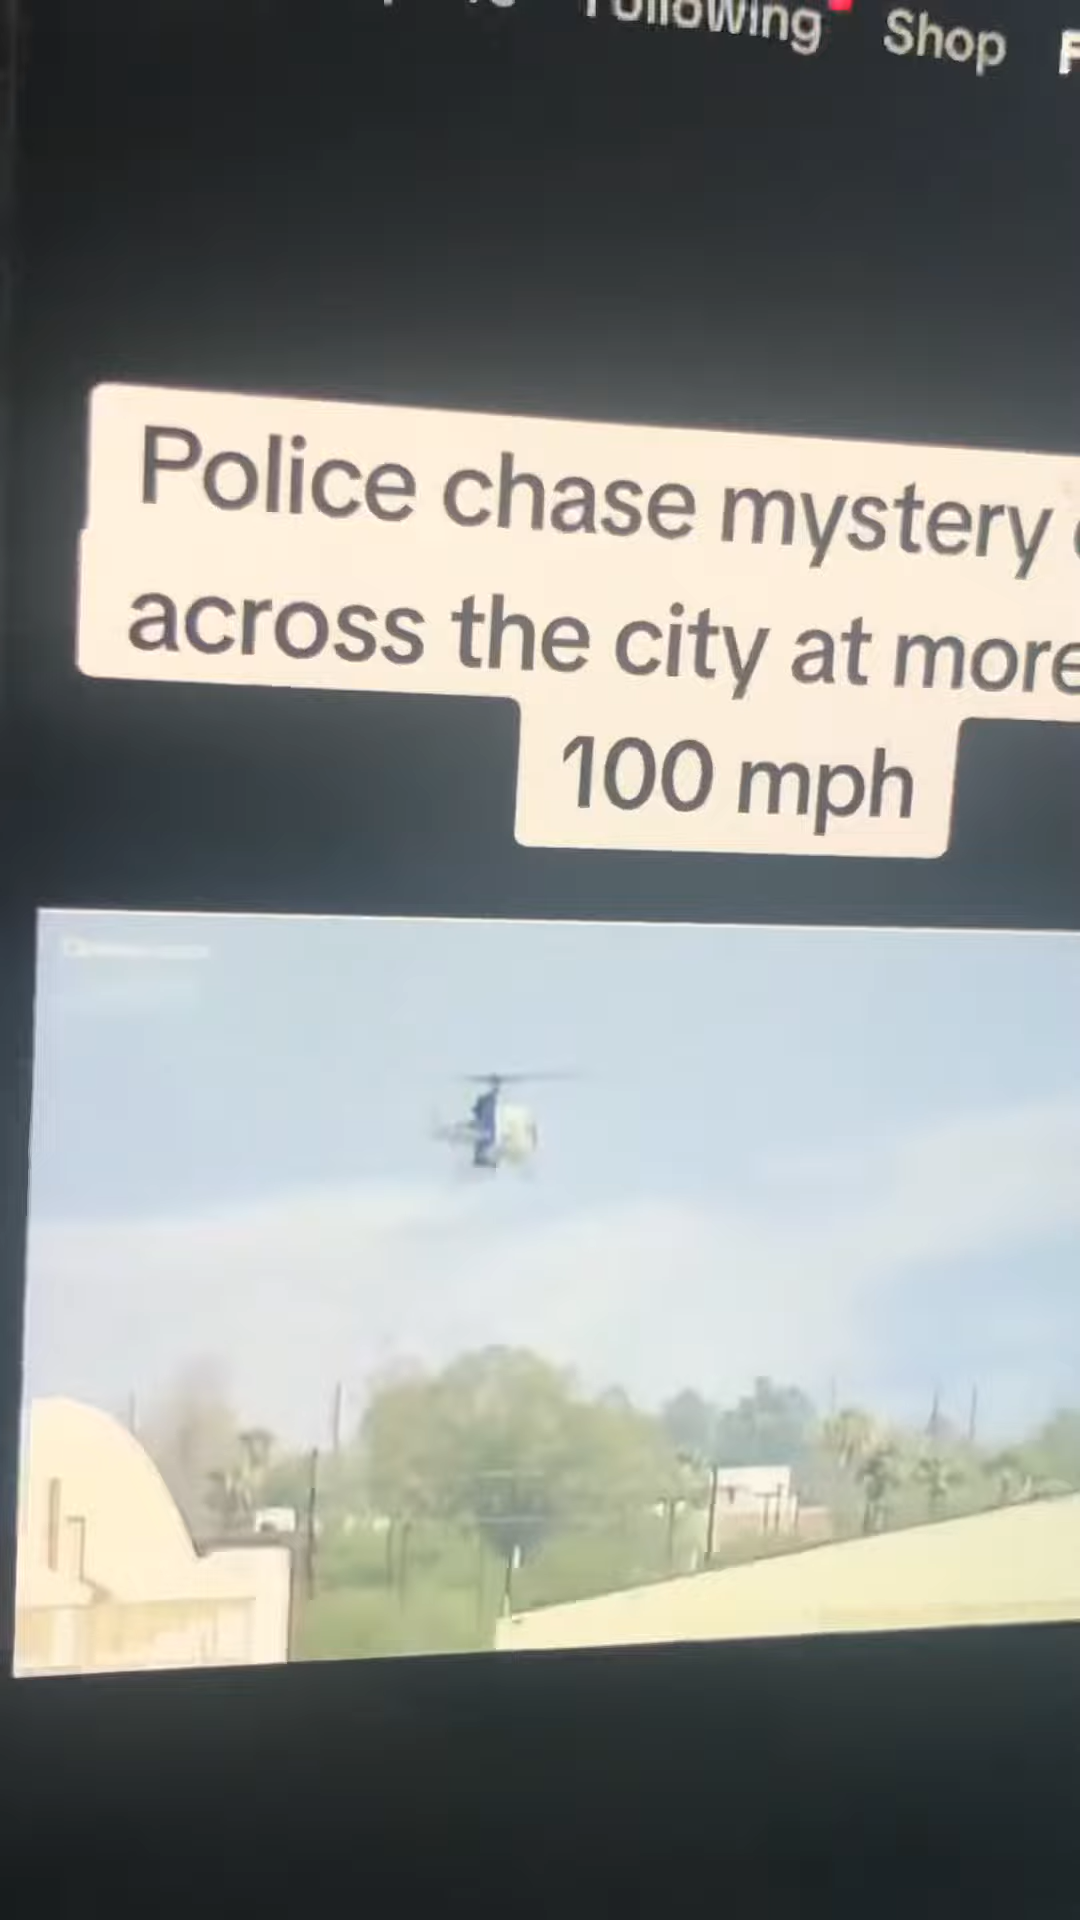 Following Shop
Police chase mystery
across the city at more
100 mph